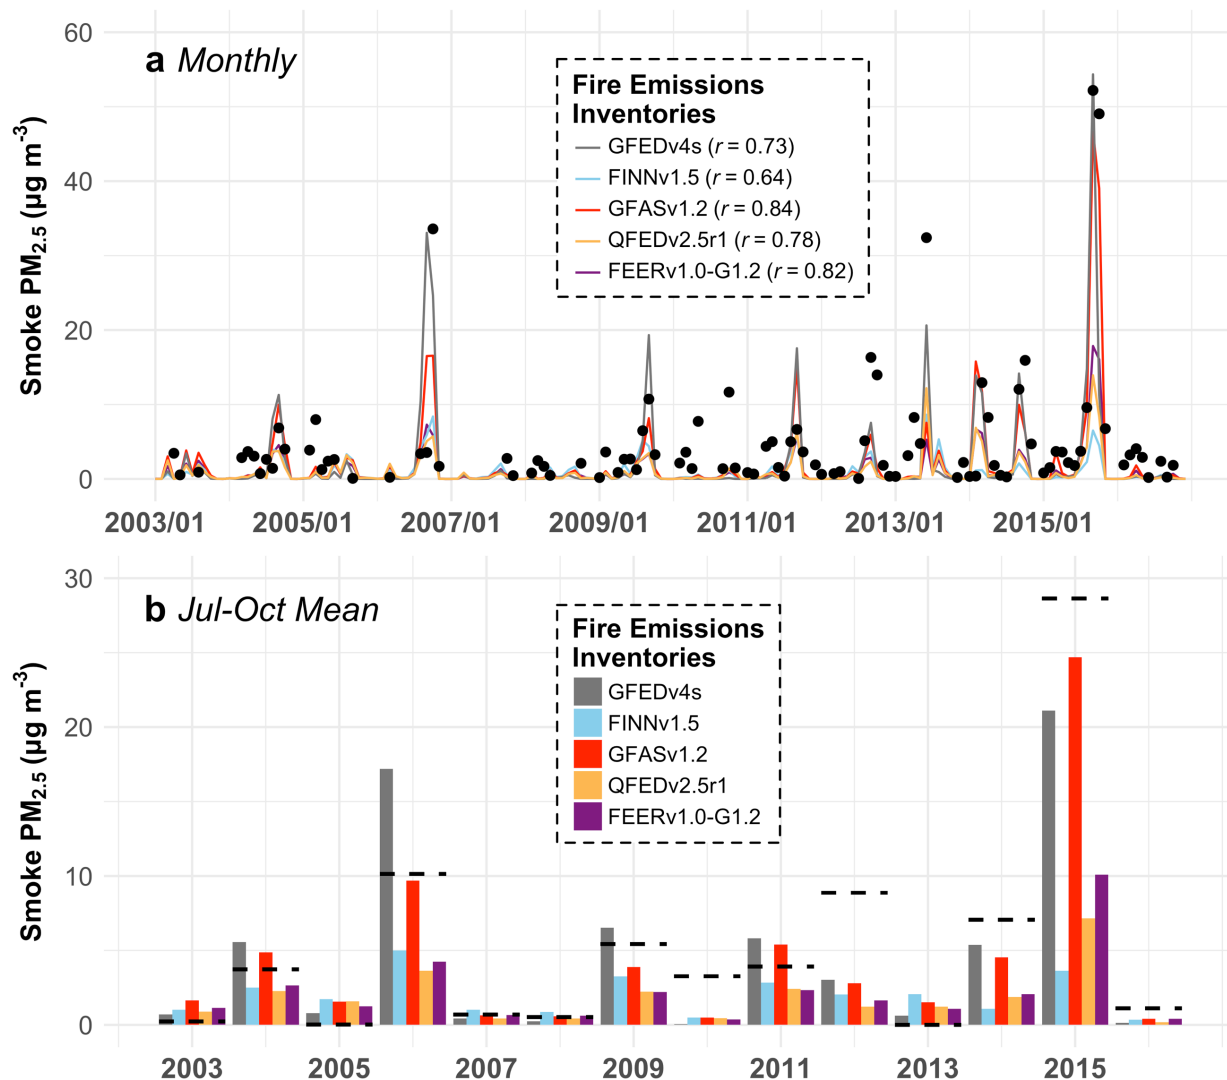 60
a Monthly
Fire Emissions
Inventories
GFEDv4s (r = 0.73)
FINNv1.5 (r = 0.64)
GFASv1.2 (r = 0.84)
QFEDv2.5r1 (r = 0.78)
FEERv1.0-G1.2 (r = 0.82)
40
20
0
Smoke PM2.5 (µg m-3)
2003/01 2005/01 2007/01 2009/01 2011/01 2013/01 2015/01
30
b Jul-Oct Mean
Fire Emissions
Inventories
GFEDv4s
FINNv1.5
GFASv1.2
QFEDv2.5r1
FEERv1.0-G1.2
20
10
0
Smoke PM2.5 (µg m-3)
2003 2005 2007 2009 2011 2013 2015